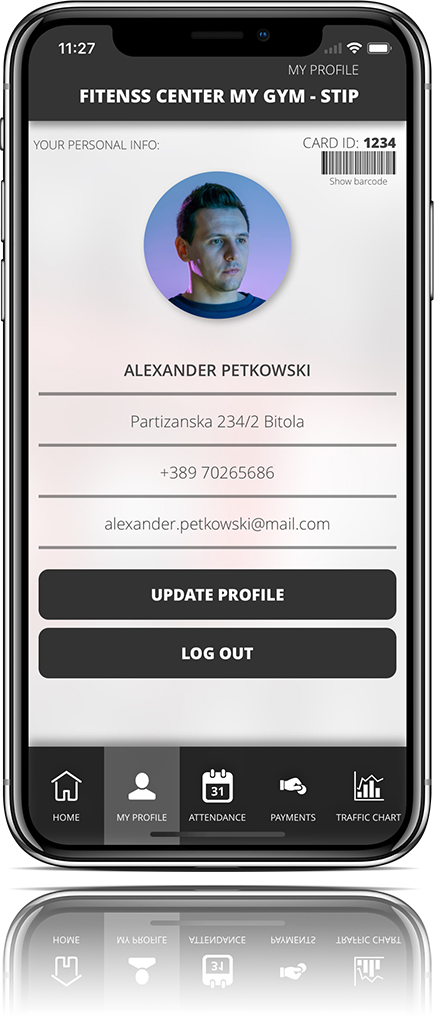 11:27
MY PROFILE
FITENSS CENTER MY GYM - STIP
YOUR PERSONAL INFO:
CARD ID: 1234
Show barcode
ALEXANDER PETKOWSKI
Partizanska 234/2 Bitola
+389 70265686
alexander.petkowski@mail.com
UPDATE PROFILE
LOG OUT
31
HOME MY PROFILE ATTENDANCE PAYMENTS TRAFFIC CHART